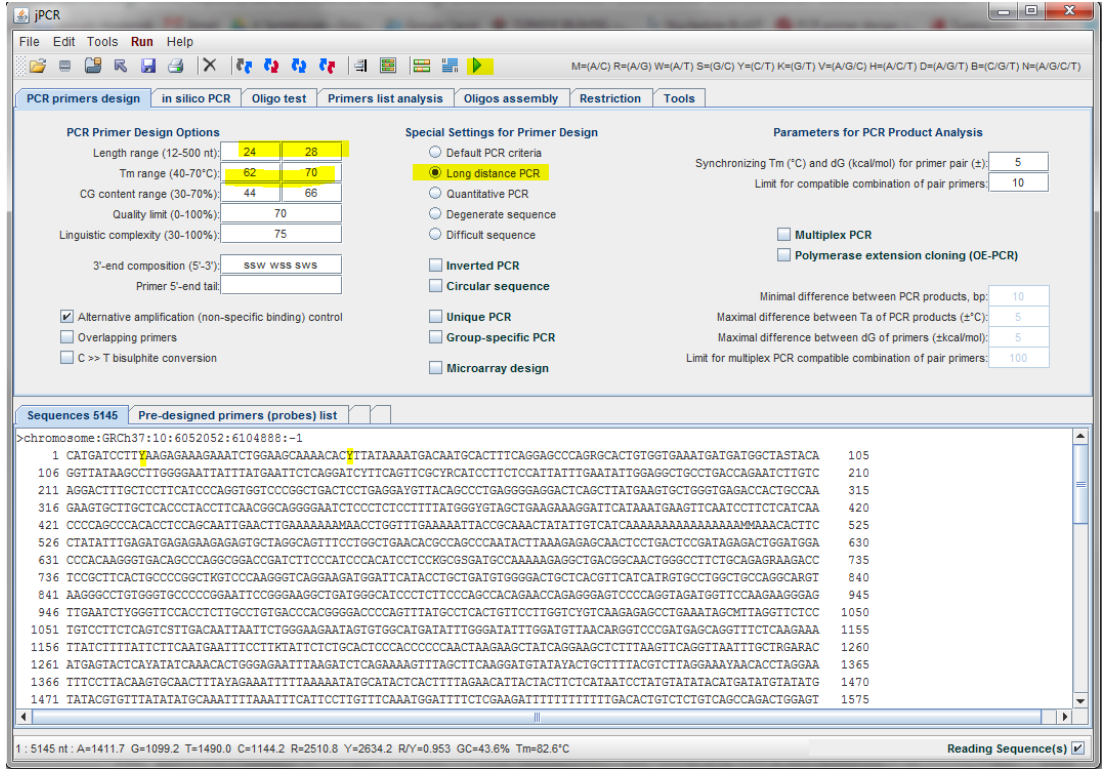 jPCR
File Edit Tools Run Help
M=(A/C) R=(A/G) W=(A/T) S=(G/C) Y=(C/T) K=(G/T) V=(A/G/C) H=(A/C/T) D=(A/G/T) B=(C/G/T) N=(A/G/C/T)
PCR primers design in silico PCR Oligo test Primers list analysis Oligos assembly Restriction Tools
PCR Primer Design Options
Length range (12-500 nt): 24 28
Tm range (40-70°C): 62 70
CG content range (30-70%): 44 66
Quality limit (0-100%): 70
Linguistic complexity (30-100%): 75
3'-end composition (5'-3'): ssw wss sws
Primer 5'-end tail:
Alternative amplification (non-specific binding) control
Overlapping primers
C >> T bisulphite conversion
Special Settings for Primer Design
Default PCR criteria
Long distance PCR
Quantitative PCR
Degenerate sequence
Difficult sequence
Inverted PCR
Circular sequence
Unique PCR
Group-specific PCR
Microarray design
Parameters for PCR Product Analysis
Synchronizing Tm (°C) and dG (kcal/mol) for primer pair (±): 5
Limit for compatible combination of pair primers: 10
Multiplex PCR
Polymerase extension cloning (OE-PCR)
Minimal difference between PCR products, bp: 10
Maximal difference between Ta of PCR products (±°C): 5
Maximal difference between dG of primers (±kcal/mol): 5
Limit for multiplex PCR compatible combination of pair primers: 100
Sequences 5145 Pre-designed primers (probes) list
>chromosome:GRCh37:10:6052052:6104888:-1
1 CATGATCCTTYAAGAGAAAGAAATCTGGAAGCAAAACACYTTATAAAATGACAATGCACTTTCAGGAGCCCAGRGCACTGTGGTGAAATGATGATGGCTAStACA 105
106 GGTTATAAGCCTTGGGGAATTATTTATGAATTCTCAGGATCYTTCAGTTCGCYRCATCCTTCTCCATTATTTGAATATTGGAGGCTGCCTGACCAGAATCTTGTC 210
211 AGGACTTTGCTCCTTCATCCCAGGTGGTCCCGGCTGACTCCTGAGGAYGTTACAGCCCTGAGGGGAGGACTCAGCTTATGAAGTGCTGGGTGAGACCACTGCCAA 315
316 GAAGTGCTTGCTCACCCTACCTTCAACGGCAGGGGAATCTCCCTCTCCTTTTATGGGYGTAGCTGAAGAAAGGATTCATAAATGAAGTTCAATCCTTCTCATCAA 420
421 CCCCAGCCCACACCTCCAGCAATTGAACTTGAAAAAAAMAACCTGGTTTGAAAAATTACCGCAAACTATATTGTCATCAAAAAAAAAAAAAAAAAMMAAACACTTC 525
526 CTATATTTGAGATGAGAGAAGAGAGTGCTAGGCAGTTTCCTGGCTGAACACGCCAGCCCAATACTTAAAGAGAGCAACTCCTGACTCCGATAGAGACTGGATGGA 630
631 CCCACAAGGGTGACAGCCCAGGCGGACCGATCTTCCCATCCCACATCCTCCKGCGSGATGCCAAAAAGAGGCTGACGGCAACTGGGCCTTCTGCAGAGRAAGACC 735
736 TCCGCTTCACTGCCCCGGCTKGTCCCAAGGGTCAGGAAGATGGATTCATACCTGCTGATGTGGGGACTGCTCACGTTCATCATRGTGCCTGGCTGCCAGGCARGT 840
841 AAGGGCCTGTGGGTGCCCCCGGAATTCCGGGAAGGCTGATGGGCATCCCTCTTCCCAGCCACAGAACCAGAGGGAGTCCCCAGGTAGATGGTTCCAAGAAGGGAG 945
946 TTGAATCTYGGGTTCCACCTCTTGCCTGTGACCCACGGGGACCCCAGTTTATGCCTCACTGTTCCTTGGTCYGTCAAGAGAGCCTGAAATAGCMTTAGGTTCTCC 1050
1051 TGTCCTTCTCAGTCSTTGACAATTAATTCTGGGAAGAATAGTGTGGCATGATATTTGGGATATTTGGATGTTAACARGGTCCCGATGAGCAGGTTTCTCAAGAAA 1155
1156 TTATCTTTTATTCTTCAATGAATTTCCTTKTATTCTCTGCACTCCCACCCCCCAACTAAGAAGCTATCAGGAAGCTCTTTAAGTTCAGGTTAATTTGCTRGARAC 1260
1261 ATGAGTACTCAYATATCAAACACTGGGAGAATTTAAGATCTCAGAAAAGTTTAGCTTCAAGGATGTATAYACTGCTTTTACGTCTTAGGAAAYAACACCTAGGAA 1365
1366 TTTCCTTACAAGTGCAACTTTAYAGAAATTTTTAAAAATATGCATACTCACTTTTAGAACATTACTACTTCTCATAATCCTATGTATATACATGATATGTATATG 1470
1471 TATACGTGTTTATATATGCAAATTTTAAATTTCATTCCTTGTTTCAAATGGATTTTCTCGAAGATTTTTTTTTTTTGACACTGTCTCTGTCAGCCAGACTGGAGT 1575
1 : 5145 nt : A=1411.7 G=1099.2 T=1490.0 C=1144.2 R=2510.8 Y=2634.2 R/Y=0.953 GC=43.6% Tm=82.6°C
Reading Sequence(s)